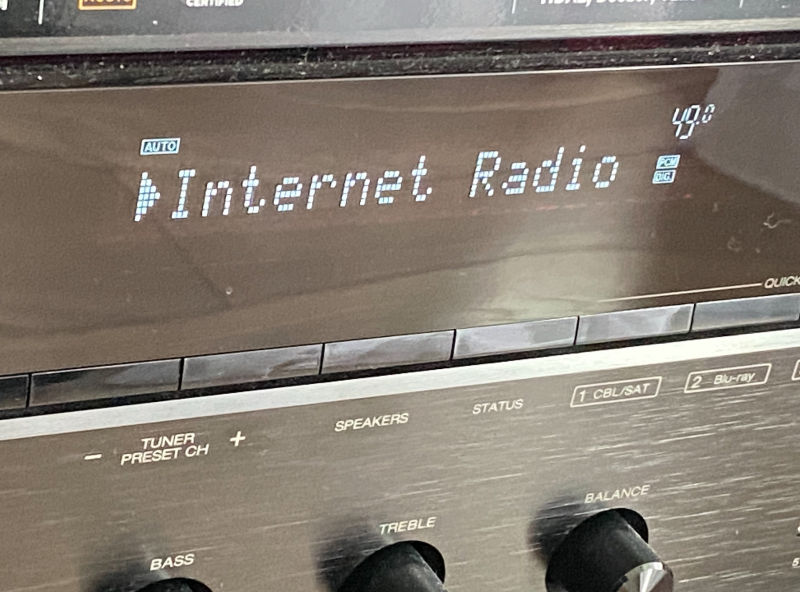 CERTIFIED
49.0
AUTO
Internet Radio
PCM
DIG.
QUICK
1 CBL/SAT
2 Blu-ray
STATUS
SPEAKERS
TUNER
PRESET CH
- +
BALANCE
TREBLE
BASS